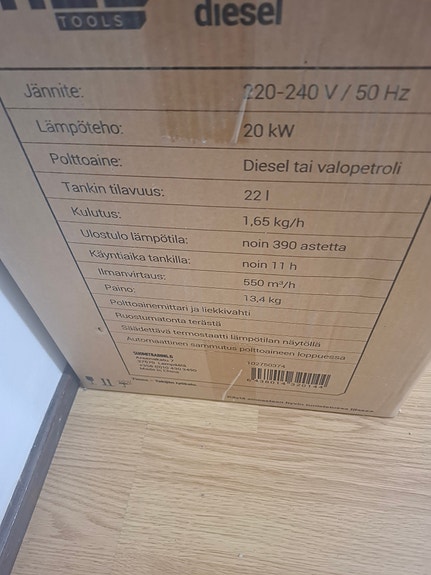 TOOLS
diesel
Jännite: 220-240 V / 50 Hz
Lämpöteho: 20 kW
Polttoaine: Diesel tai valopetroli
Tankin tilavuus: 22 l
Kulutus: 1,65 kg/h
Ulostulo lämpötila: noin 390 astetta
Käyntiaika tankilla: noin 11 h
Ilmanvirtaus: 550 m³/h
Paino: 13,4 kg
Polttoainemittari ja liekkivahti
Ruostumatonta terästä
Säädettävä termostaatti lämpötilan näytöllä
Automaattinen sammutus polttoaineen loppuessa
102750374